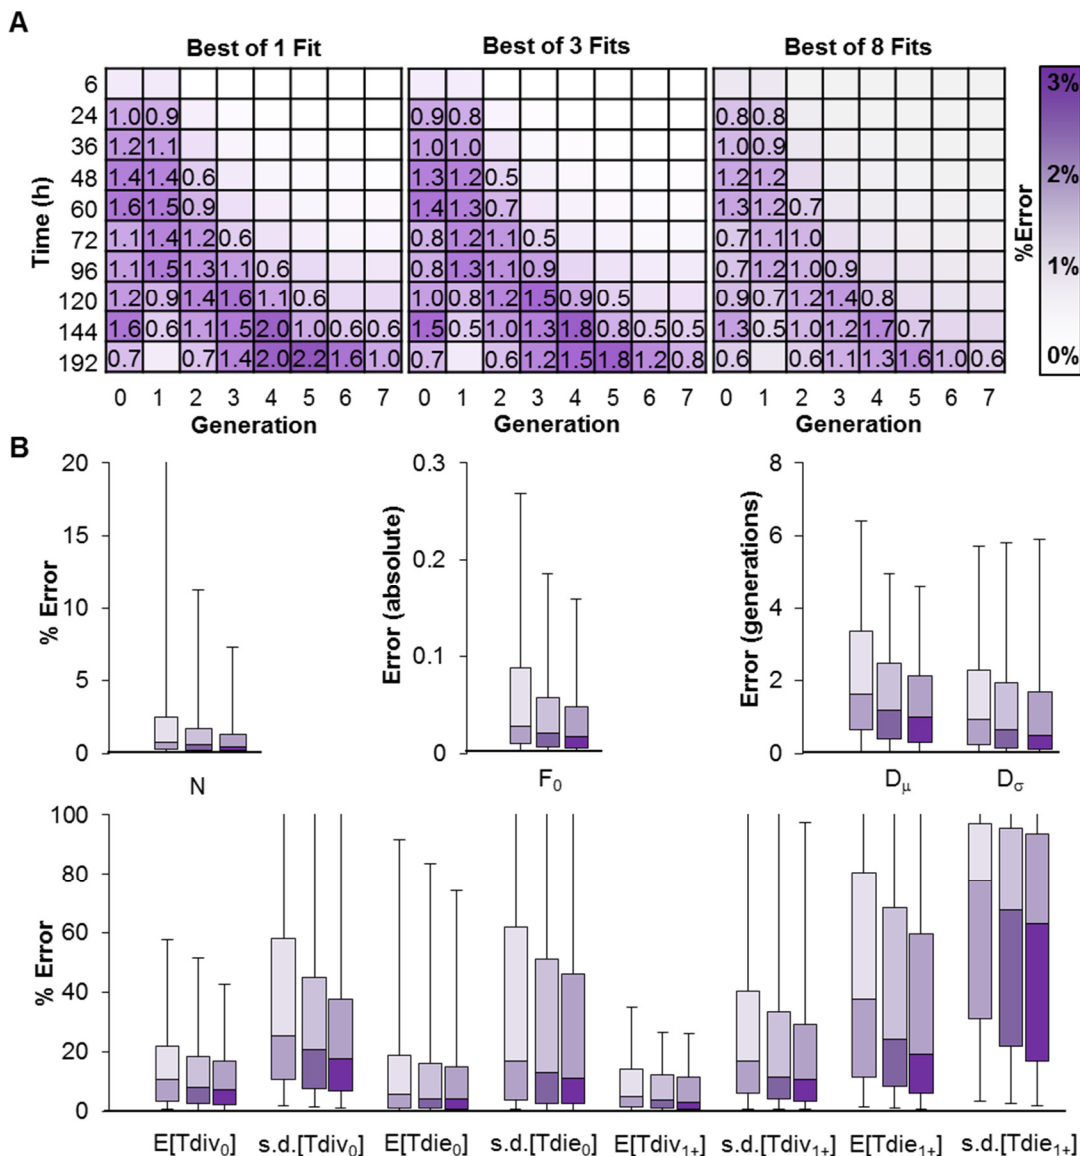 A
Best of 1 Fit Best of 3 Fits Best of 8 Fits
6
24 1.0 0.9 0.9 0.8 0.8 0.8
36 1.2 1.1 1.0 1.0 1.0 0.9
48 1.4 1.4 0.6 1.3 1.2 0.5 1.2 1.2
60 1.6 1.5 0.9 1.4 1.3 0.7 1.3 1.2 0.7
72 1.1 1.4 1.2 0.6 0.8 1.2 1.1 0.5 0.7 1.1 1.0
96 1.1 1.5 1.3 1.1 0.6 0.8 1.3 1.1 0.9 0.7 1.2 1.0 0.9
120 1.2 0.9 1.4 1.6 1.1 0.6 1.0 0.8 1.2 1.5 0.9 0.5 0.9 0.7 1.2 1.4 0.8
144 1.6 0.6 1.1 1.5 2.0 1.0 0.6 0.6 1.5 0.5 1.0 1.3 1.8 0.8 0.5 0.5 1.3 0.5 1.0 1.2 1.7 0.7
192 0.7 0.7 1.4 2.0 2.2 1.6 1.0 0.7 0.6 1.2 1.5 1.8 1.2 0.8 0.6 0.6 1.1 1.3 1.6 1.0 0.6
Time (h)
0 1 2 3 4 5 6 7 0 1 2 3 4 5 6 7 0 1 2 3 4 5 6 7
Generation Generation Generation
3%
2%
1%
0%
%Error
B
20
15
10
5
0
% Error
N
0.3
0.2
0.1
0
Error (absolute)
F0
8
6
4
2
0
Error (generations)
Dμ Dσ
100
80
60
40
20
0
% Error
E[Tdiv0] s.d.[Tdiv0] E[Tdie0] s.d.[Tdie0] E[Tdiv1+] s.d.[Tdiv1+] E[Tdie1+] s.d.[Tdie1+]